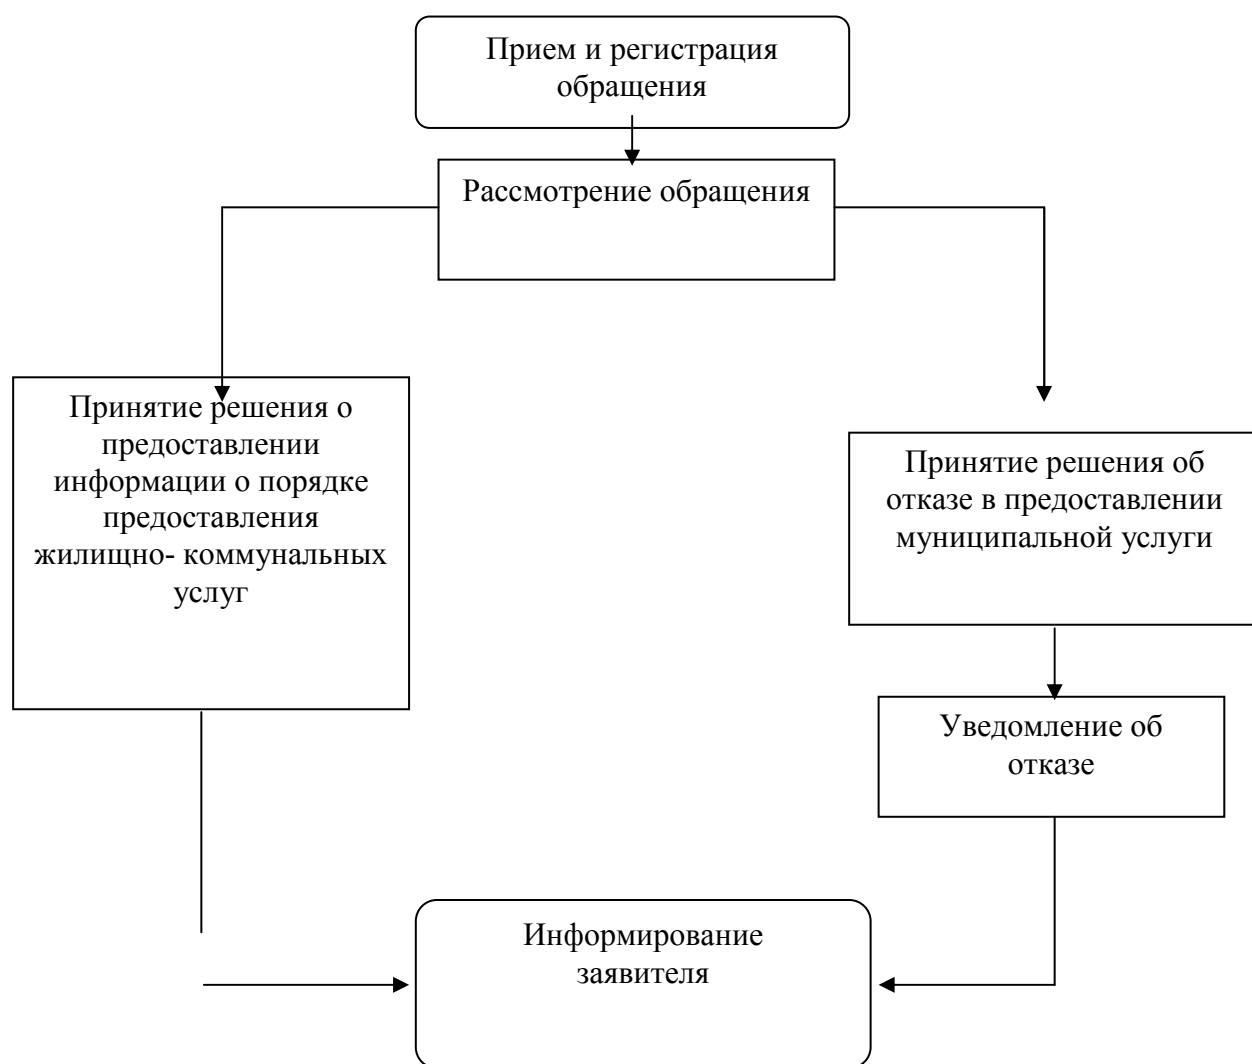 Прием и регистрация
обращения
Рассмотрение обращения
Принятие решения о
предоставлении
информации о порядке
предоставления
жилищно- коммунальных
услуг
Принятие решения об
отказе в предоставлении
муниципальной услуги
Уведомление об
отказе
Информирование
заявителя